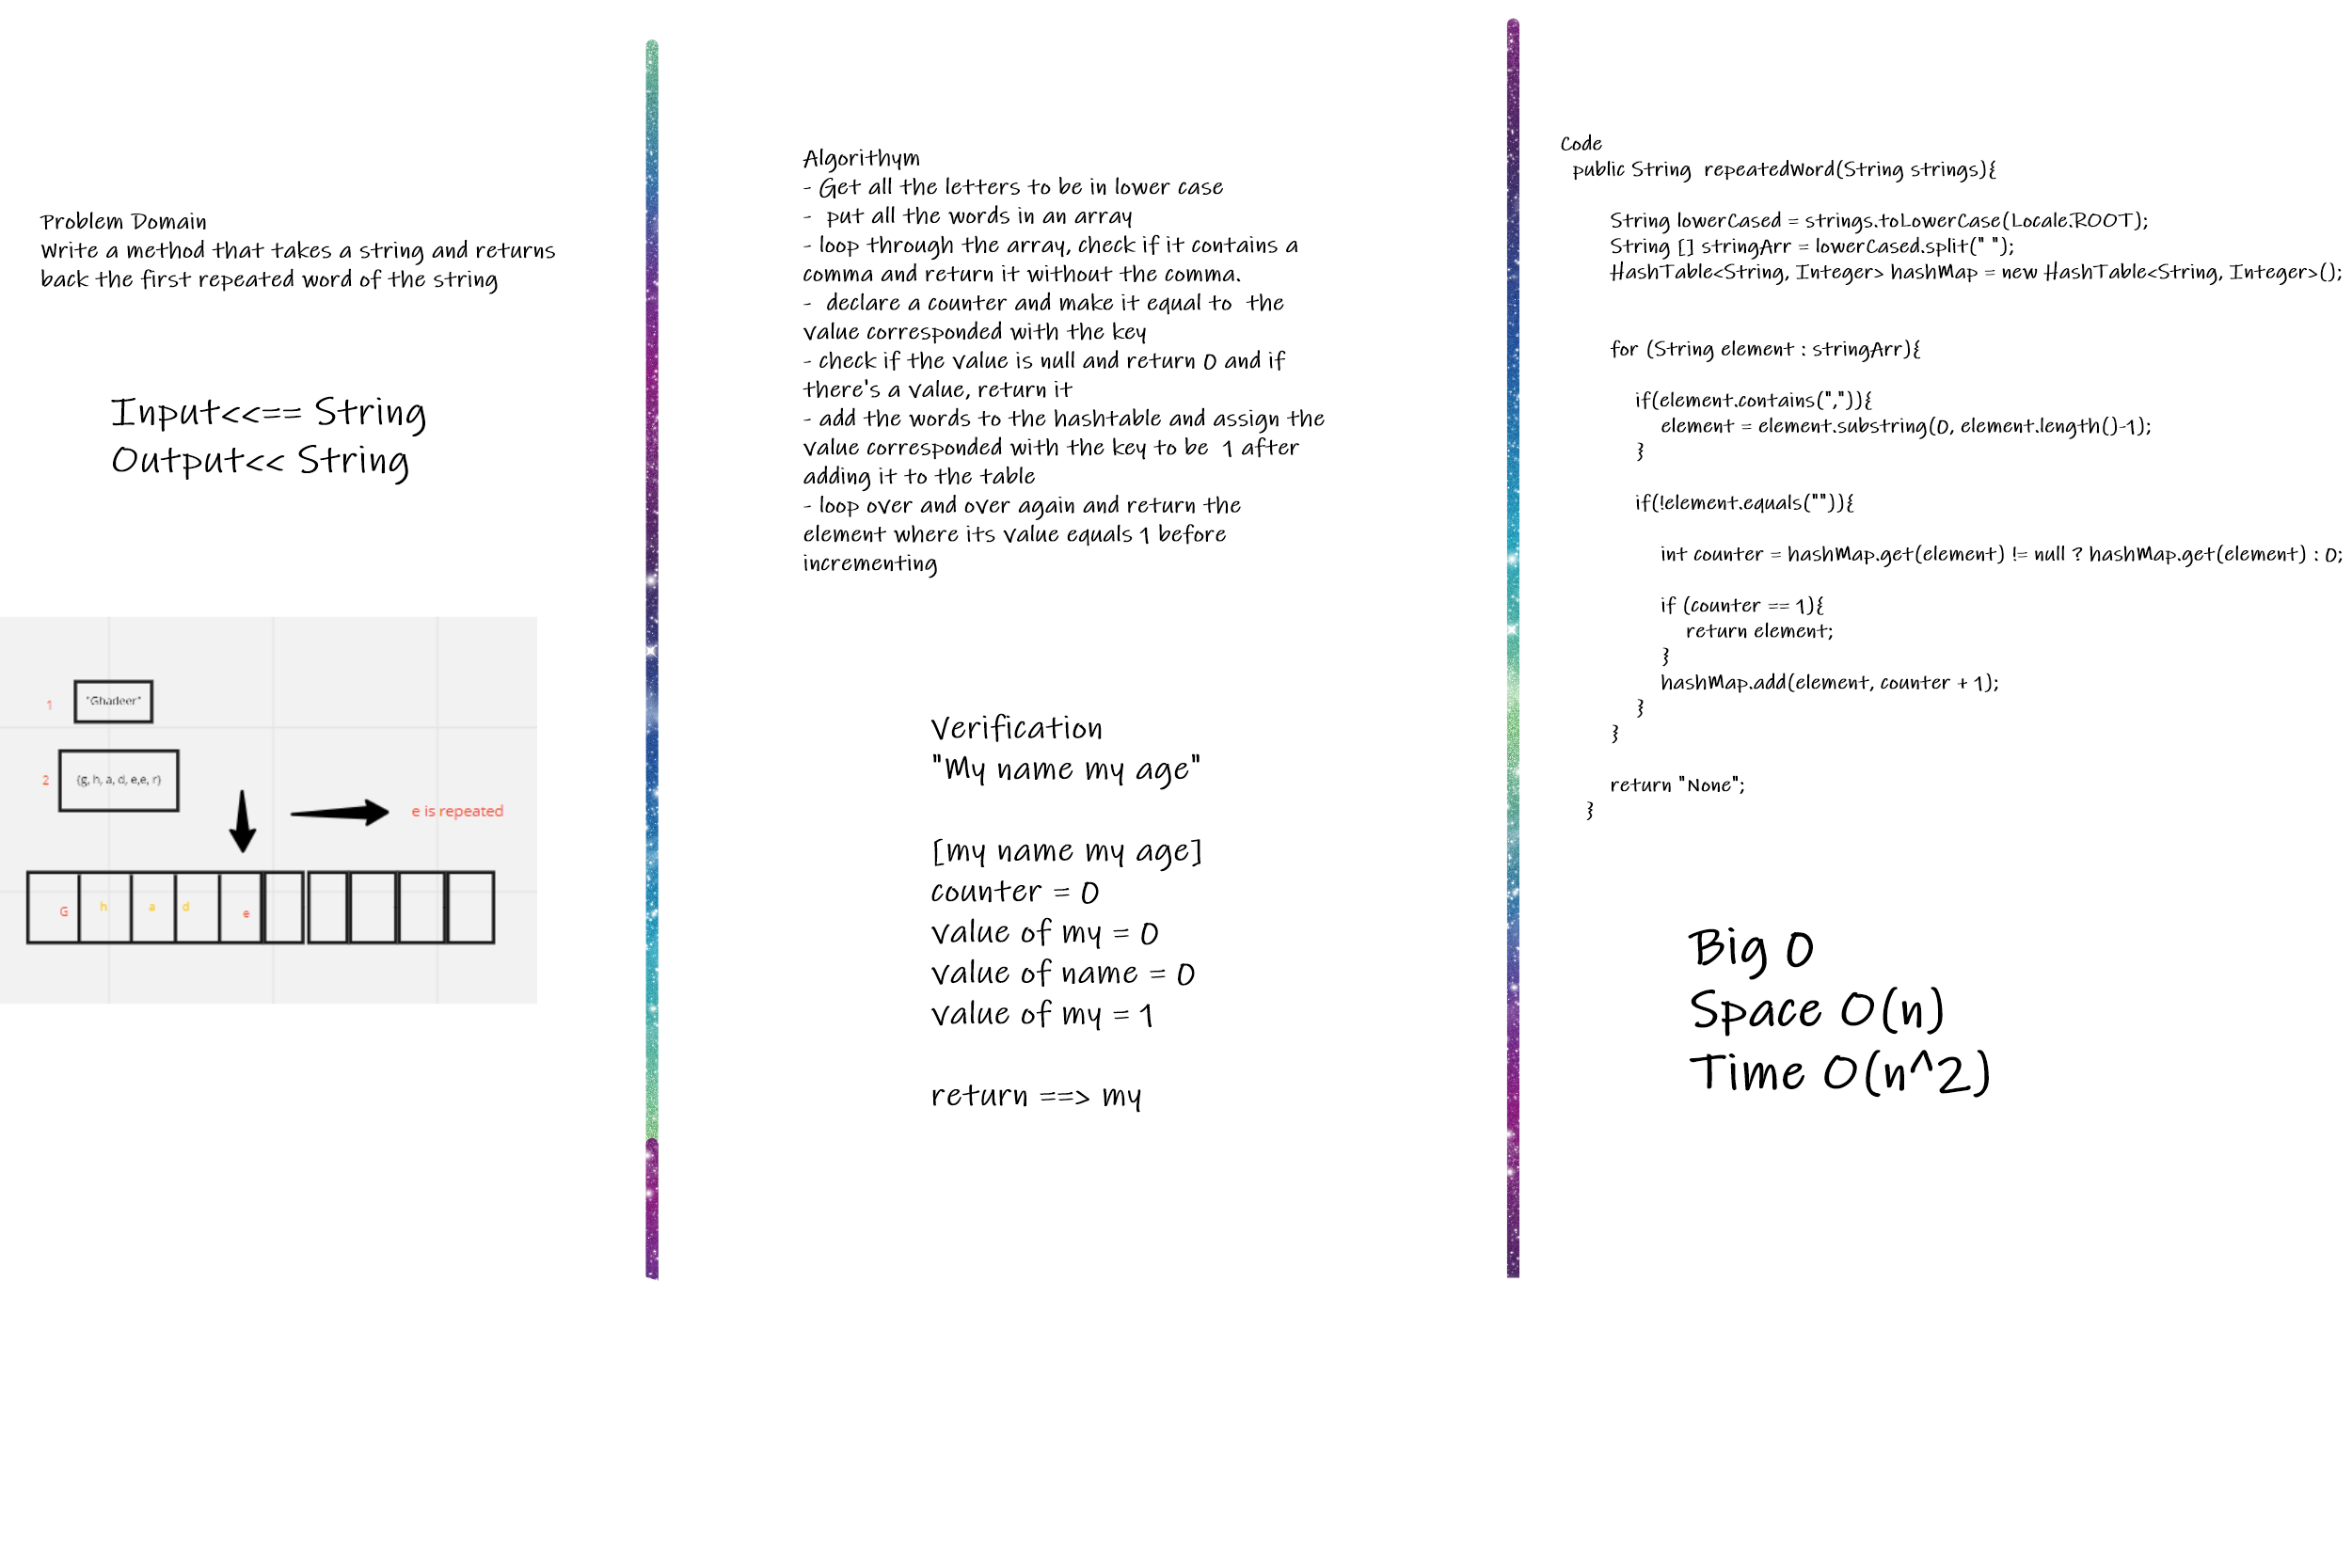 Problem Domain
Write a method that takes a string and returns
back the first repeated word of the string
Input<<== String
Output<< String
1
"Ghadeer"
2
{g, h, a, d, e,e, r}
e is repeated
G h a d e
Algorithym
- Get all the letters to be in lower case
- put all the words in an array
- loop through the array, check if it contains a
comma and return it without the comma.
- declare a counter and make it equal to the
value corresponded with the key
- check if the value is null and return 0 and if
there's a value, return it
- add the words to the hashtable and assign the
value corresponded with the key to be 1 after
adding it to the table
- loop over and over again and return the
element where its value equals 1 before
incrementing
Verification
"My name my age"
[my name my age]
counter = 0
value of my = 0
value of name = 0
value of my = 1
return ==> my
Code
public String repeatedWord(String strings){
String lowerCased = strings.toLowerCase(Locale.ROOT);
String [] stringArr = lowerCased.split(" ");
HashTable<String, Integer> hashMap = new HashTable<String, Integer>();
for (String element : stringArr){
if(element.contains(",")){
element = element.substring(0, element.length()-1);
}
if(!element.equals("")){
int counter = hashMap.get(element) != null ? hashMap.get(element) : 0;
if (counter == 1){
return element;
}
hashMap.add(element, counter + 1);
}
}
return "None";
}
Big O
Space O(n)
Time O(n^2)